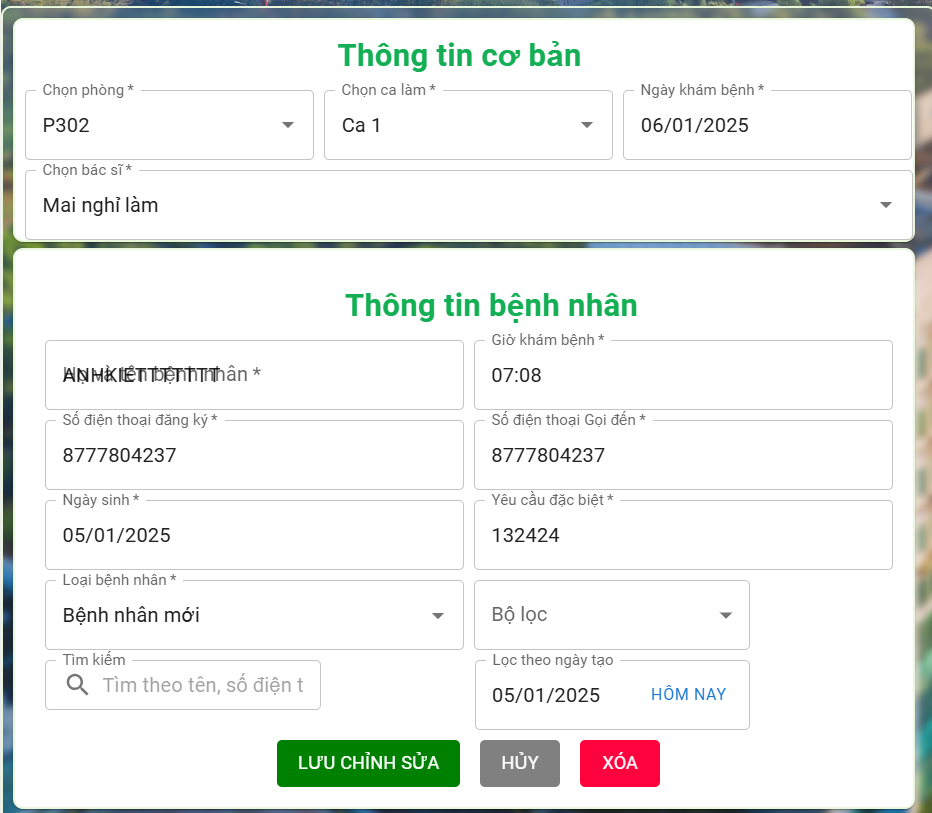 Thông tin cơ bản
Chọn phòng *
Chọn ca làm *
Ngày khám bệnh *
P302
Ca 1
06/01/2025
Chọn bác sĩ *
Mai nghỉ làm
Thông tin bệnh nhân
Giờ khám bệnh *
ANHKIETTTTTTT
Họ và tên bệnh nhân *
07:08
Số điện thoại đăng ký *
Số điện thoại Gọi đến *
8777804237
8777804237
Ngày sinh *
Yêu cầu đặc biệt *
05/01/2025
132424
Loại bệnh nhân *
Bệnh nhân mới
Bộ lọc
Tìm kiếm
Lọc theo ngày tạo
Tìm theo tên, số điện t
05/01/2025
HÔM NAY
LƯU CHỈNH SỬA
HỦY
XÓA